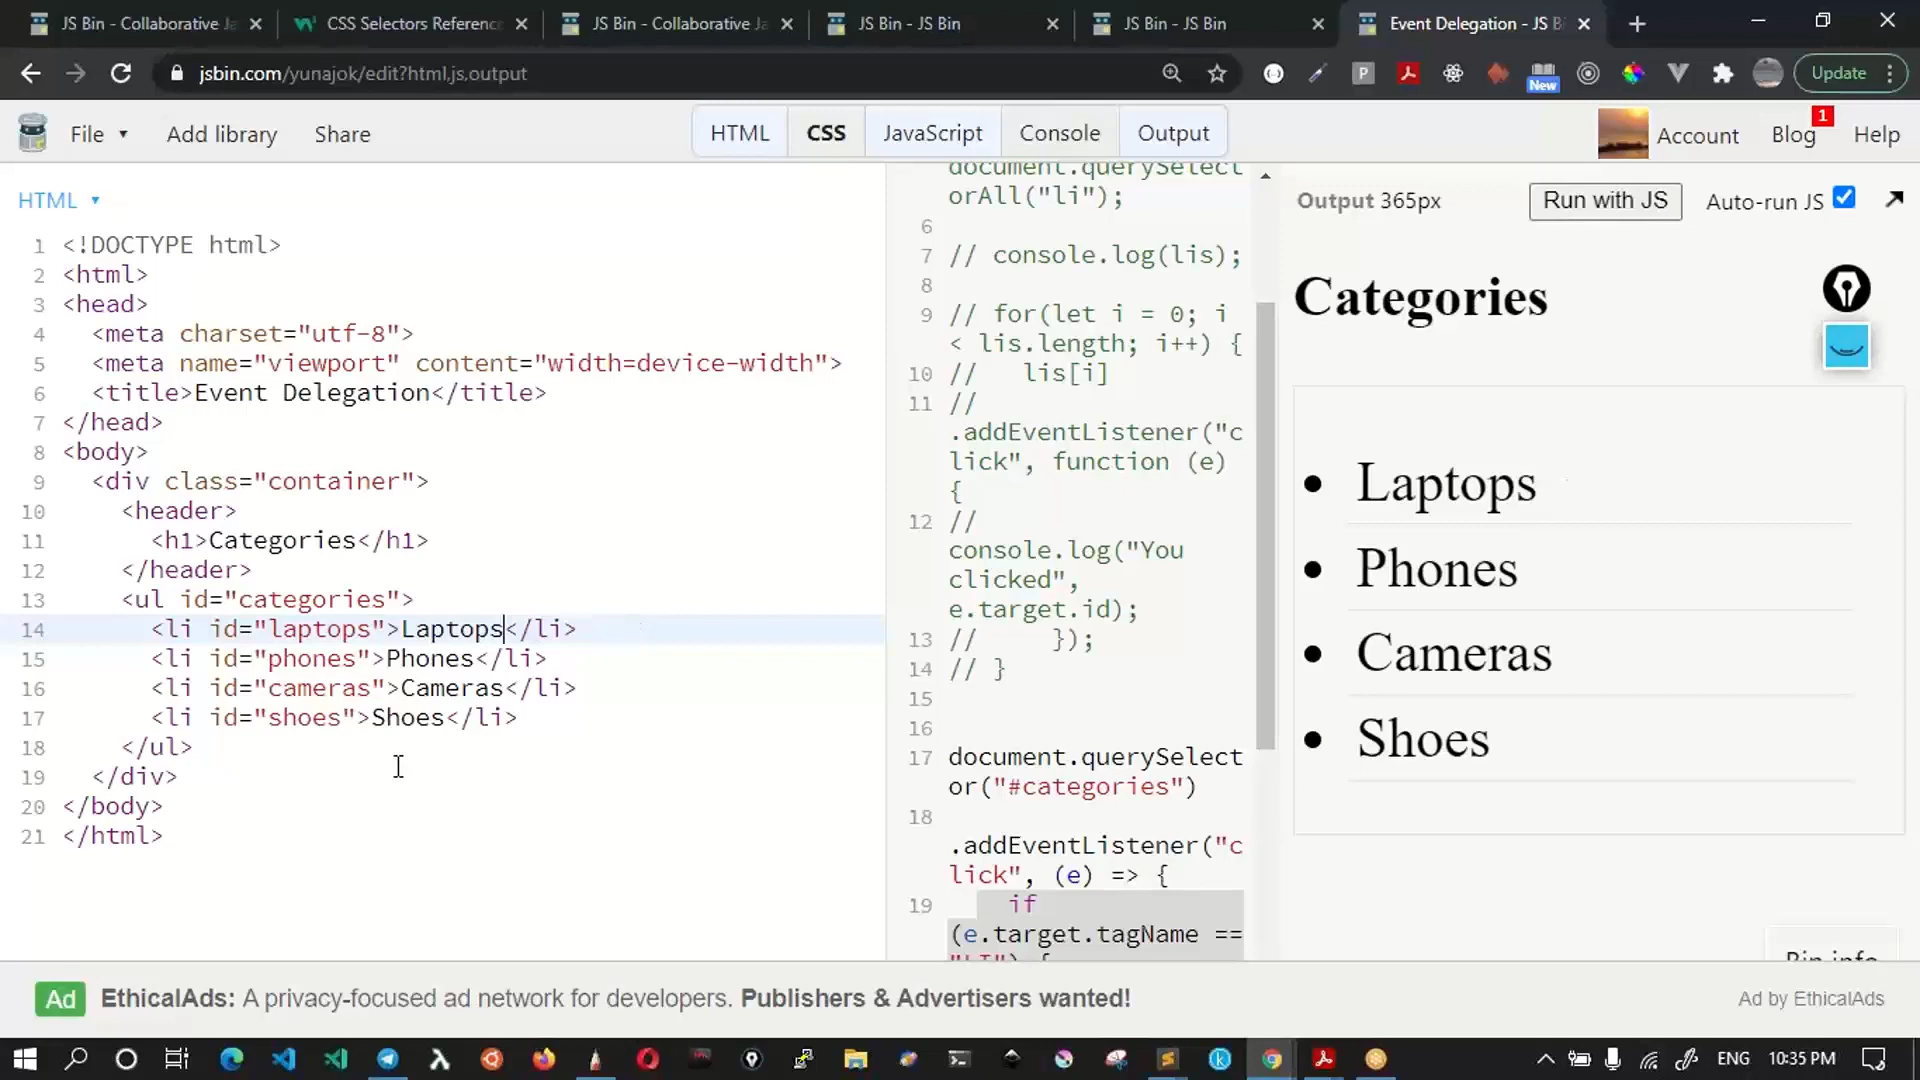 JS Bin - Collaborative Ja
CSS Selectors Reference
JS Bin - Collaborative Ja
JS Bin - JS Bin
JS Bin - JS Bin
Event Delegation - JS B
jsbin.com/yunajok/edit?html,js,output
New
Update
File
Add library
Share
HTML
CSS
JavaScript
Console
Output
Account
Blog
1
Help
HTML
1 <!DOCTYPE html>
2 <html>
3 <head>
4 <meta charset="utf-8">
5 <meta name="viewport" content="width=device-width">
6 <title>Event Delegation</title>
7 </head>
8 <body>
9 <div class="container">
10 <header>
11 <h1>Categories</h1>
12 </header>
13 <ul id="categories">
14 <li id="laptops">Laptops</li>
15 <li id="phones">Phones</li>
16 <li id="cameras">Cameras</li>
17 <li id="shoes">Shoes</li>
18 </ul>
19 </div>
20 </body>
21 </html>
document.querySelect
orAll("li");
6
7 // console.log(lis);
8
9 // for(let i = 0; i
< lis.length; i++) {
10 // lis[i]
11 //
.addEventListener("c
lick", function (e)
{
12 //
console.log("You
clicked",
e.target.id);
13 // });
14 // }
15
16
17 document.querySelect
or("#categories")
18
.addEventListener("c
lick", (e) => {
19 if
(e.target.tagName ==
"LI") {
Output 365px
Run with JS
Auto-run JS
Categories
Laptops
Phones
Cameras
Shoes
Bin info
Ad
EthicalAds: A privacy-focused ad network for developers. Publishers & Advertisers wanted!
Ad by EthicalAds
ENG
10:35 PM